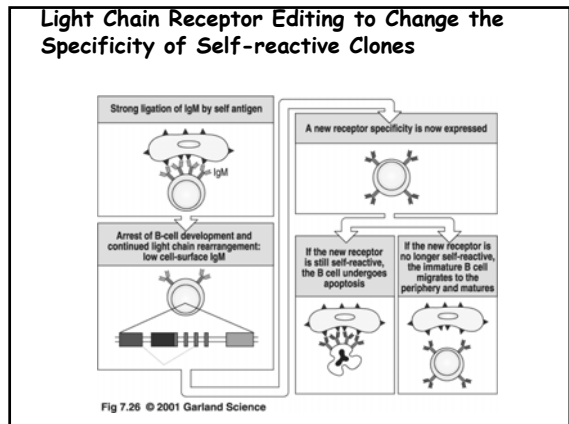 Light Chain Receptor Editing to Change the
Specificity of Self-reactive Clones
Strong ligation of IgM by self antigen
IgM
Arrest of B-cell development and
continued light chain rearrangement:
low cell-surface IgM
A new receptor specificity is now expressed
If the new receptor
is still self-reactive,
the B cell undergoes
apoptosis
If the new receptor is
no longer self-reactive,
the immature B cell
migrates to the
periphery and matures
Fig 7.26 © 2001 Garland Science